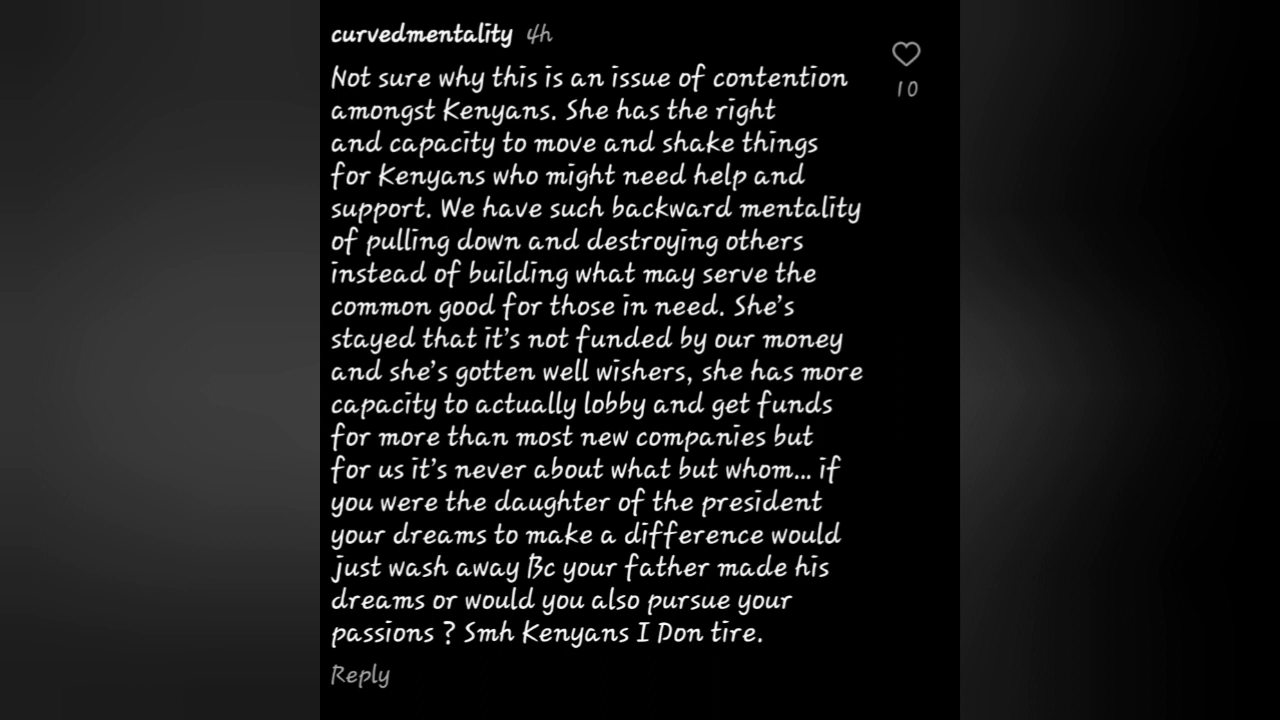 curvedmentality 4h
10
Not sure why this is an issue of contention
amongst Kenyans. She has the right
and capacity to move and shake things
for Kenyans who might need help and
support. We have such backward mentality
of pulling down and destroying others
instead of building what may serve the
common good for those in need. She's
stayed that it's not funded by our money
and she's gotten well wishers, she has more
capacity to actually lobby and get funds
for more than most new companies but
for us it's never about what but whom... if
you were the daughter of the president
your dreams to make a difference would
just wash away Bc your father made his
dreams or would you also pursue your
passions ? Smh Kenyans I Don tire.
Reply